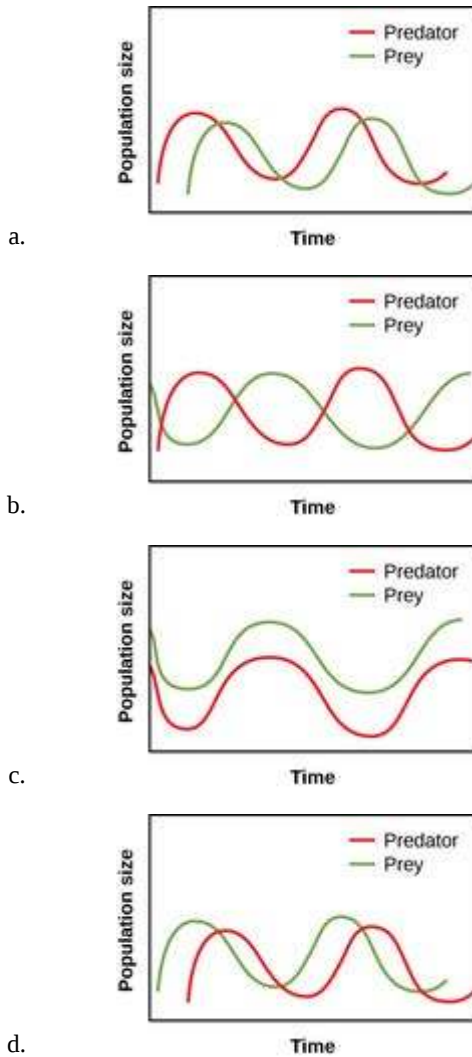 Population size
Predator
Prey
Time
a.
Population size
Predator
Prey
Time
b.
Population size
Predator
Prey
Time
c.
Population size
Predator
Prey
Time
d.